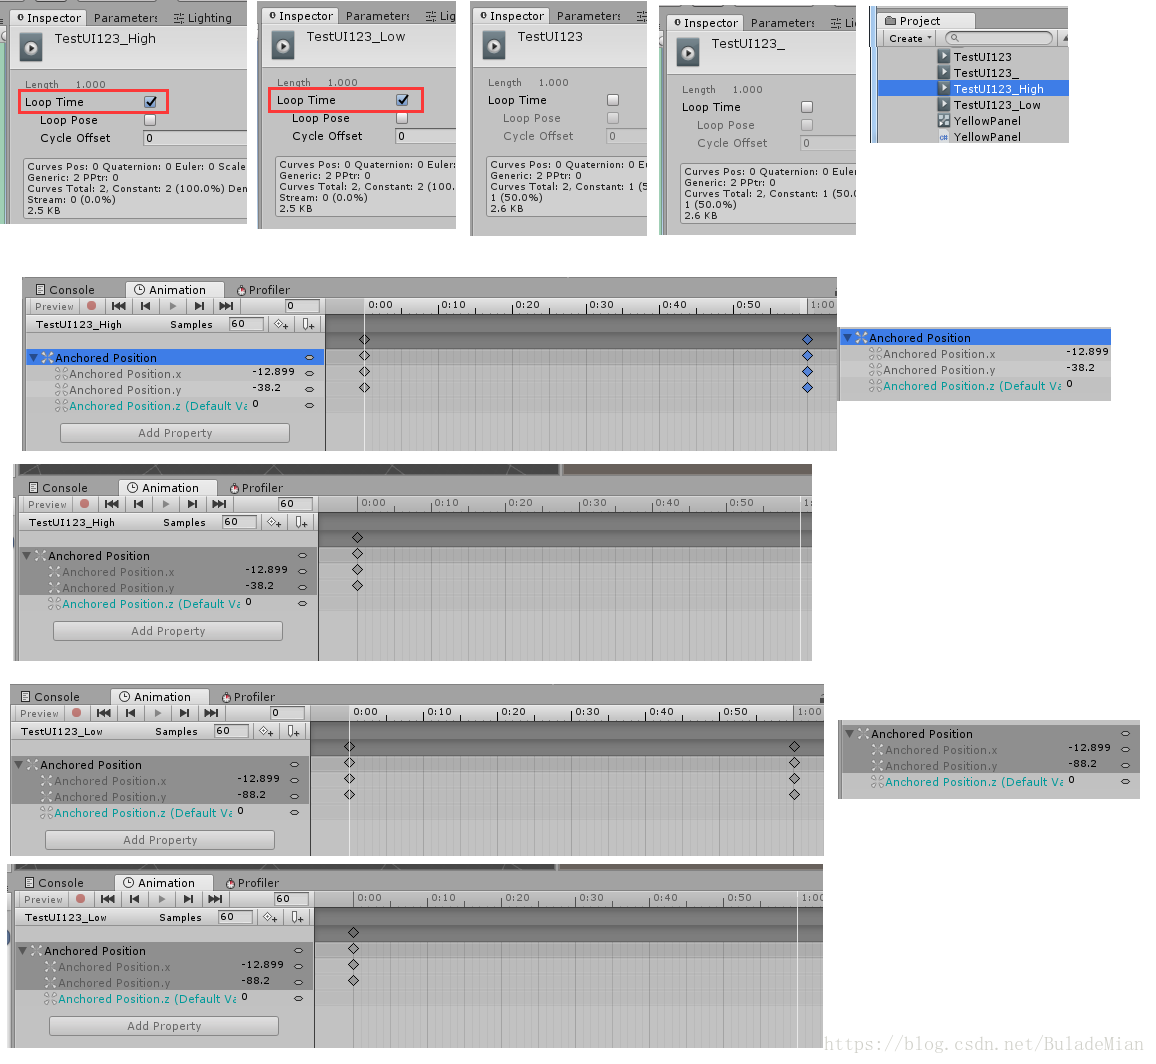 Inspector Parameters Lighting
TestUI123_High
Length 1.000
Loop Time
Loop Pose
Cycle Offset 0
Curves Pos: 0 Quaternion: 0 Euler: 0 Scale
Generic: 2 PPtr: 0
Curves Total: 2, Constant: 2 (100.0%) Den
Stream: 0 (0.0%)
2.5 KB
Inspector Parameters Lig
TestUI123_Low
Length 1.000
Loop Time
Loop Pose
Cycle Offset 0
Curves Pos: 0 Quaternion: 0 Euler:
Generic: 2 PPtr: 0
Curves Total: 2, Constant: 2 (100.
Stream: 0 (0.0%)
2.5 KB
Inspector Parameters
TestUI123
Length 1.000
Loop Time
Loop Pose
Cycle Offset 0
Curves Pos: 0 Quaternion: 0 Euler
Generic: 2 PPtr: 0
Curves Total: 2, Constant: 1 (5
1 (50.0%)
2.6 KB
Inspector Parameters Li
TestUI123_
Length 1.000
Loop Time
Loop Pose
Cycle Offset 0
Curves Pos: 0 Quaternion: 0 Euler
Generic: 2 PPtr: 0
Curves Total: 2, Constant: 1 (50.
1 (50.0%)
2.6 KB
Project
Create
TestUI123
TestUI123_
TestUI123_High
TestUI123_Low
YellowPanel
YellowPanel
Console Animation Profiler
Preview 0 0:00 0:10 0:20 0:30 0:40 0:50 1:00
TestUI123_High Samples 60
Anchored Position
Anchored Position.x -12.899
Anchored Position.y -38.2
Anchored Position.z (Default Va 0
Add Property
Anchored Position
Anchored Position.x -12.899
Anchored Position.y -38.2
Anchored Position.z (Default Va 0
Console Animation Profiler
Preview 60 0:00 0:10 0:20 0:30 0:40 0:50 1:
TestUI123_High Samples 60
Anchored Position
Anchored Position.x -12.899
Anchored Position.y -38.2
Anchored Position.z (Default Va 0
Add Property
Console Animation Profiler
Preview 0 0:00 0:10 0:20 0:30 0:40 0:50 1:00
TestUI123_Low Samples 60
Anchored Position
Anchored Position.x -12.899
Anchored Position.y -88.2
Anchored Position.z (Default Va 0
Add Property
Anchored Position
Anchored Position.x -12.899
Anchored Position.y -88.2
Anchored Position.z (Default Va 0
Console Animation Profiler
Preview 60 0:00 0:10 0:20 0:30 0:40 0:50 1:00
TestUI123_Low Samples 60
Anchored Position
Anchored Position.x -12.899
Anchored Position.y -88.2
Anchored Position.z (Default Va 0
Add Property
https://blog.csdn.net/BuladeMian